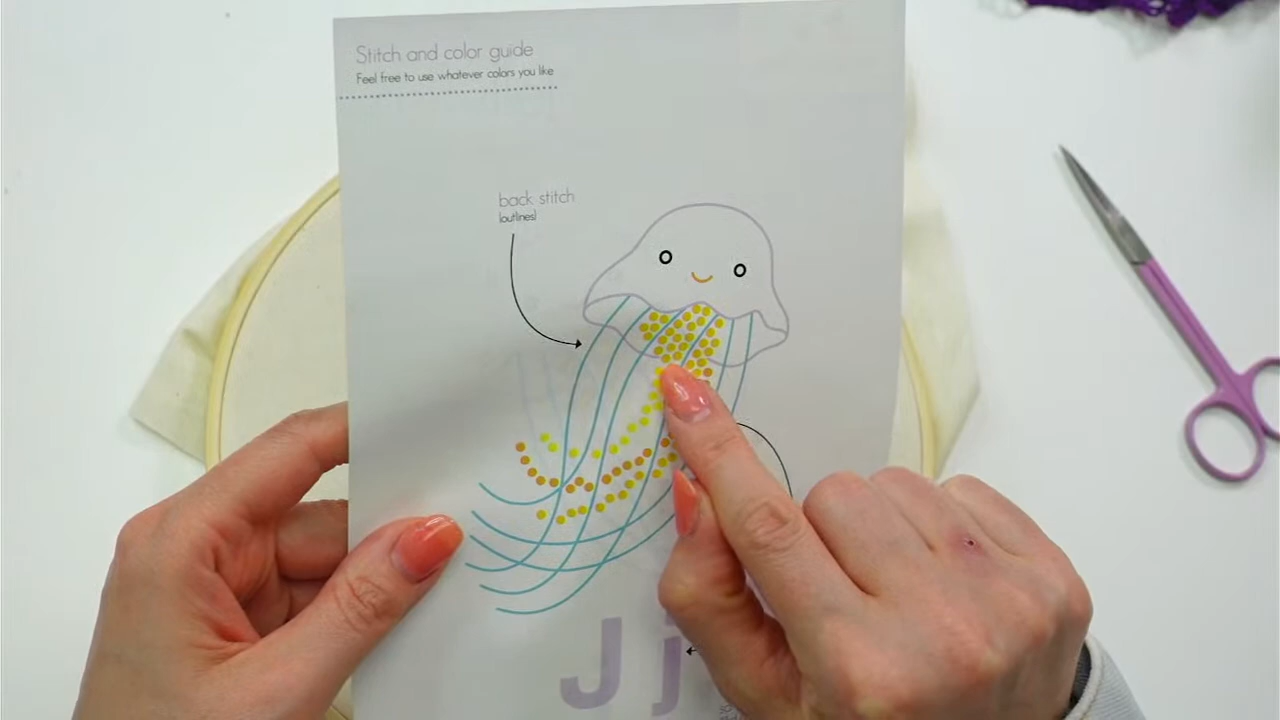 Stitch and color guide
Feel free to use whatever colors you like
back stitch
(outlines)
J j